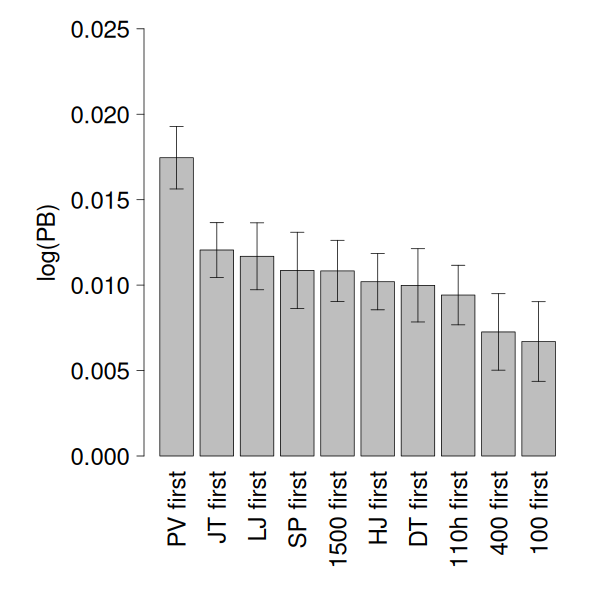 0.025
0.020
0.015
0.010
0.005
0.000
log(PB)
PV first
JT first
LJ first
SP first
1500 first
HJ first
DT first
110h first
400 first
100 first